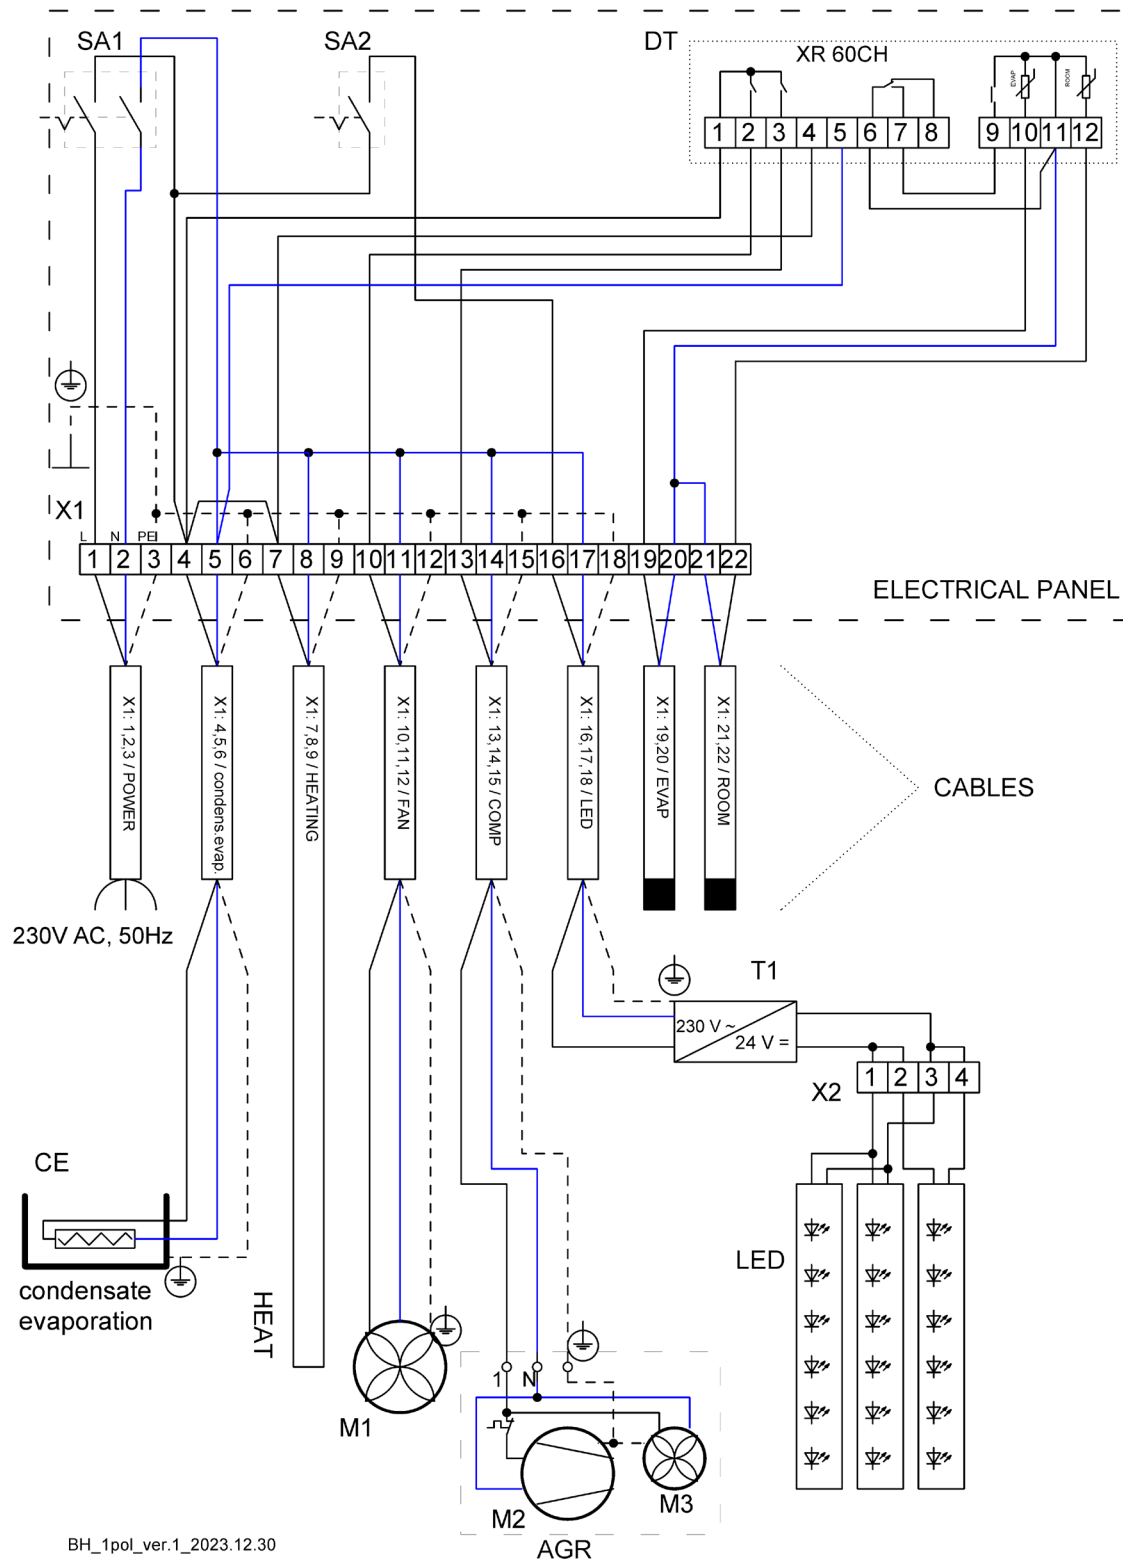 SA1
SA2
DT
XR 60CH
EVAP
ROOM
1 2 3 4 5 6 7 8
9 10 11 12
X1
L N PE
1 2 3 4 5 6 7 8 9 10 11 12 13 14 15 16 17 18 19 20 21 22
ELECTRICAL PANEL
X1: 1,2,3 / POWER
X1: 4,5,6 / condens.evap.
X1: 7,8,9 / HEATING
X1: 10,11,12 / FAN
X1: 13,14,15 / COMP
X1: 16,17,18 / LED
X1: 19,20 / EVAP
X1: 21,22 / ROOM
CABLES
230V AC, 50Hz
T1
230 V ~
24 V =
X2
1 2 3 4
CE
condensate
evaporation
HEAT
LED
M1
1 N
M2
M3
AGR
BH_1pol_ver.1_2023.12.30